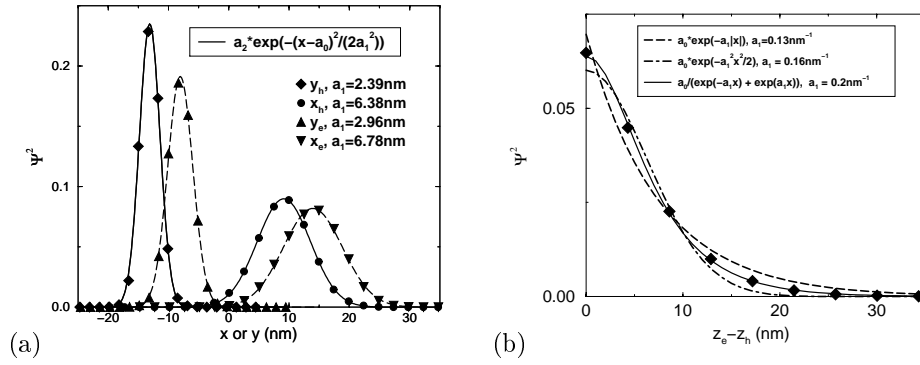 a₂*exp(−(x−a₀)²/(2a₁²))
y_h, a₁=2.39nm
x_h, a₁=6.38nm
y_e, a₁=2.96nm
x_e, a₁=6.78nm
Ψ²
0.2
0.1
0.0
−20
−10
0
10
20
30
x or y (nm)
(a)
a₀*exp(−a₁|x|), a₁=0.13nm⁻¹
a₀*exp(−a₁²x²/2), a₁ = 0.16nm⁻¹
a₀/(exp(−a₁x) + exp(a₁x)), a₁ = 0.2nm⁻¹
Ψ²
0.05
0.00
0
10
20
30
z_e−z_h (nm)
(b)